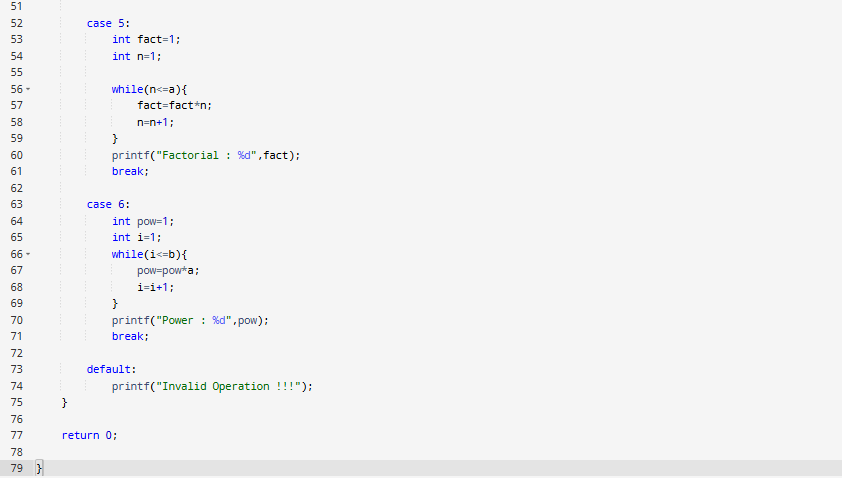 51
52 case 5:
53 int fact=1;
54 int n=1;
55
56 while(n<=a){
57 fact=fact*n;
58 n=n+1;
59 }
60 printf("Factorial : %d",fact);
61 break;
62
63 case 6:
64 int pow=1;
65 int i=1;
66 while(i<=b){
67 pow=pow*a;
68 i=i+1;
69 }
70 printf("Power : %d",pow);
71 break;
72
73 default:
74 printf("Invalid Operation !!!");
75 }
76
77 return 0;
78
79 }